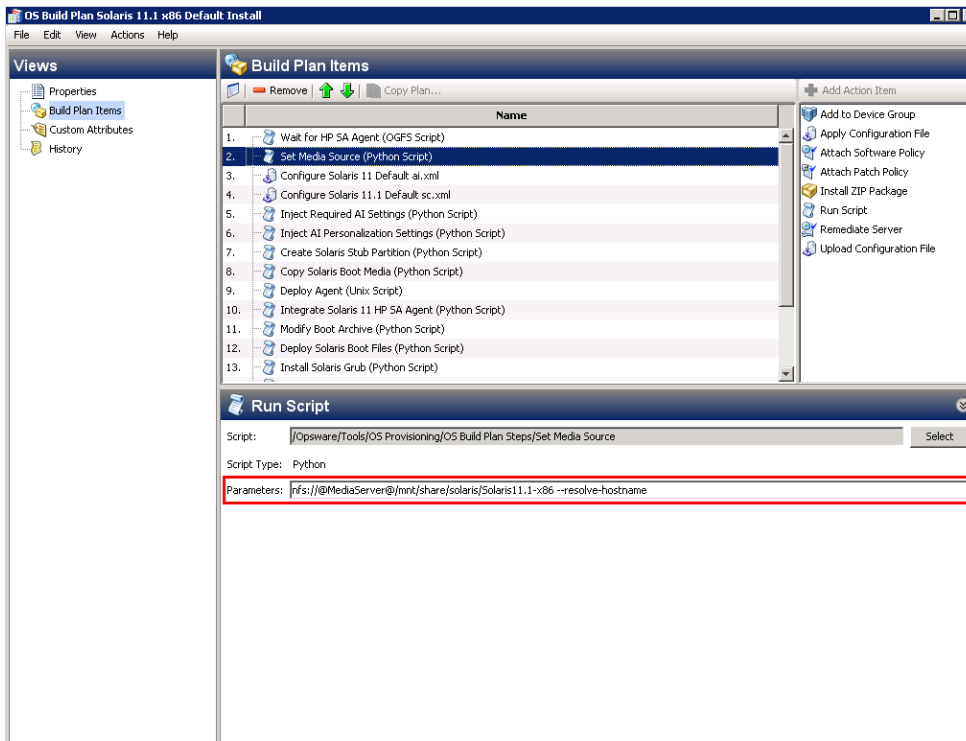 OS Build Plan Solaris 11.1 x86 Default Install
File Edit View Actions Help
Views
Properties
Build Plan Items
Custom Attributes
History
Build Plan Items
Remove Copy Plan...
Name
1. Wait for HP SA Agent (OGFS Script)
2. Set Media Source (Python Script)
3. Configure Solaris 11 Default ai.xml
4. Configure Solaris 11.1 Default sc.xml
5. Inject Required AI Settings (Python Script)
6. Inject AI Personalization Settings (Python Script)
7. Create Solaris Stub Partition (Python Script)
8. Copy Solaris Boot Media (Python Script)
9. Deploy Agent (Unix Script)
10. Integrate Solaris 11 HP SA Agent (Python Script)
11. Modify Boot Archive (Python Script)
12. Deploy Solaris Boot Files (Python Script)
13. Install Solaris Grub (Python Script)
Add Action Item
Add to Device Group
Apply Configuration File
Attach Software Policy
Attach Patch Policy
Install ZIP Package
Run Script
Remediate Server
Upload Configuration File
Run Script
Script: /Opsware/Tools/OS Provisioning/OS Build Plan Steps/Set Media Source Select
Script Type: Python
Parameters: nfs://@MediaServer@/mnt/share/solaris/Solaris11.1-x86 --resolve-hostname